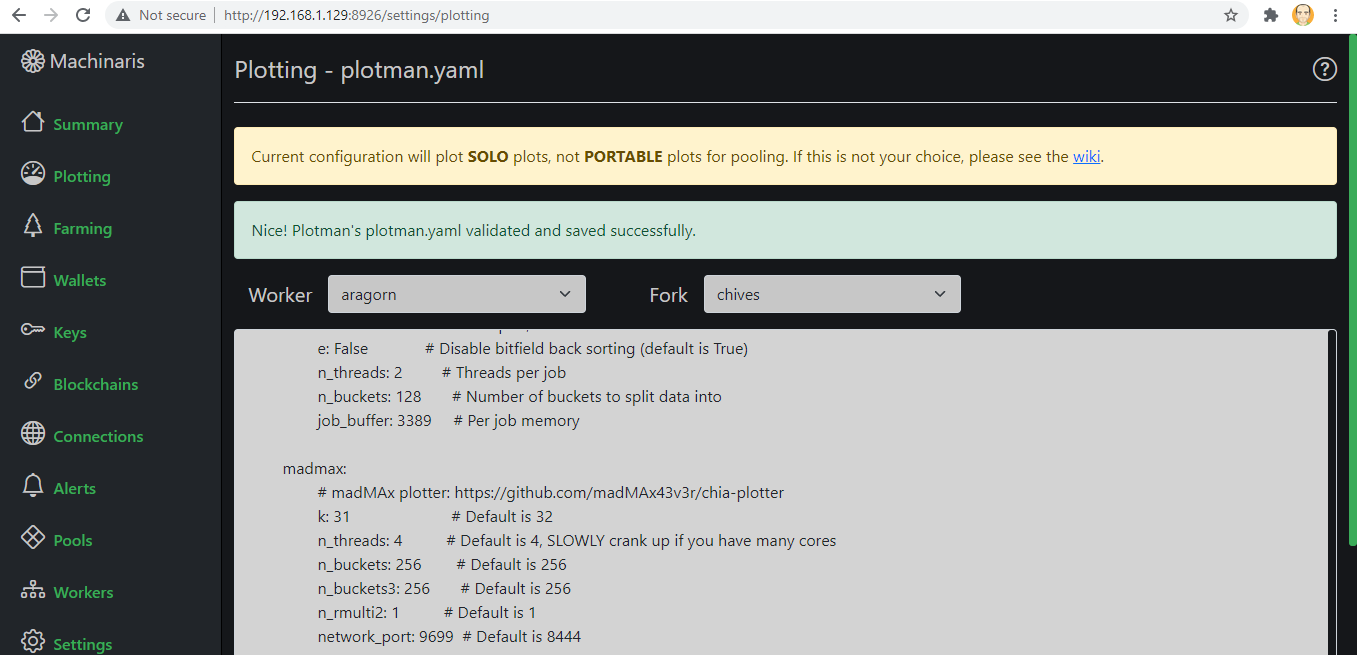 Not secure | http://192.168.1.129:8926/settings/plotting
Machinaris
Summary
Plotting
Farming
Wallets
Keys
Blockchains
Connections
Alerts
Pools
Workers
Settings
Plotting - plotman.yaml
?
Current configuration will plot SOLO plots, not PORTABLE plots for pooling. If this is not your choice, please see the wiki.
Nice! Plotman's plotman.yaml validated and saved successfully.
Worker aragorn Fork chives
e: False # Disable bitfield back sorting (default is True)
n_threads: 2 # Threads per job
n_buckets: 128 # Number of buckets to split data into
job_buffer: 3389 # Per job memory
madmax:
# madMAx plotter: https://github.com/madMAx43v3r/chia-plotter
k: 31 # Default is 32
n_threads: 4 # Default is 4, SLOWLY crank up if you have many cores
n_buckets: 256 # Default is 256
n_buckets3: 256 # Default is 256
n_rmulti2: 1 # Default is 1
network_port: 9699 # Default is 8444